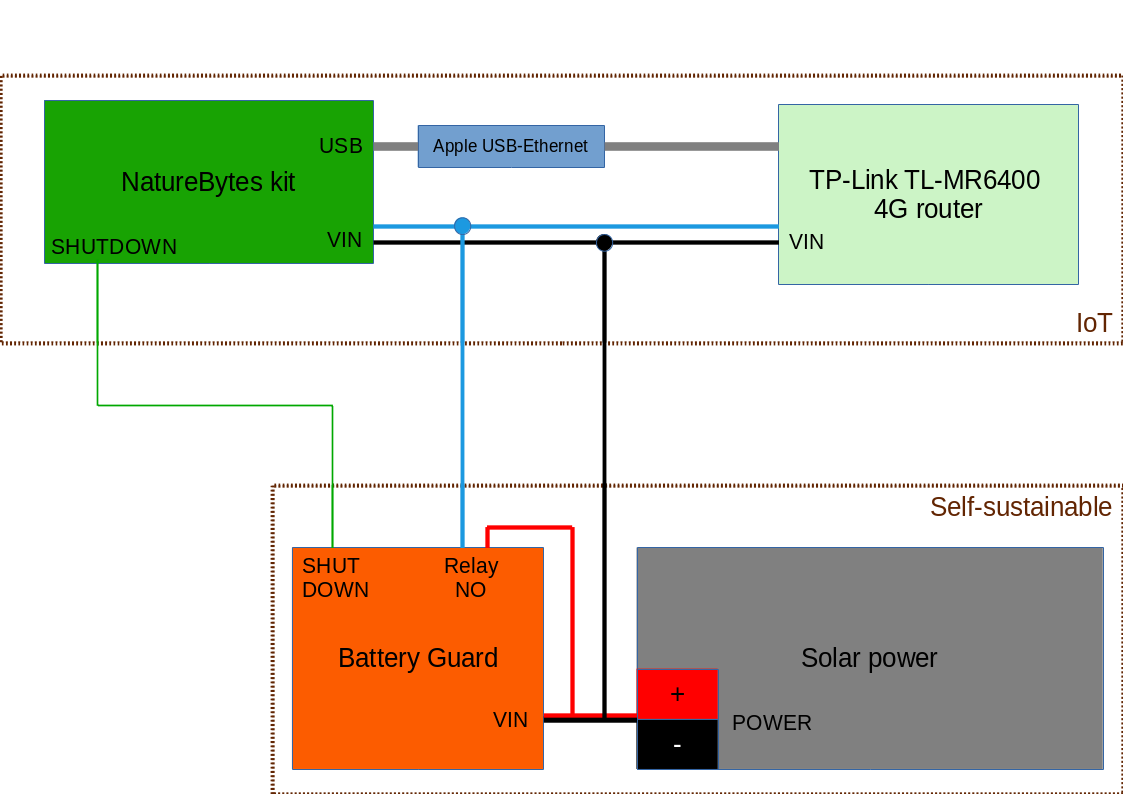 USB
Apple USB-Ethernet
NatureBytes kit
TP-Link TL-MR6400
4G router
SHUTDOWN
VIN
VIN
IoT
Self-sustainable
SHUT
DOWN
Relay
NO
Battery Guard
Solar power
+
VIN
POWER
-